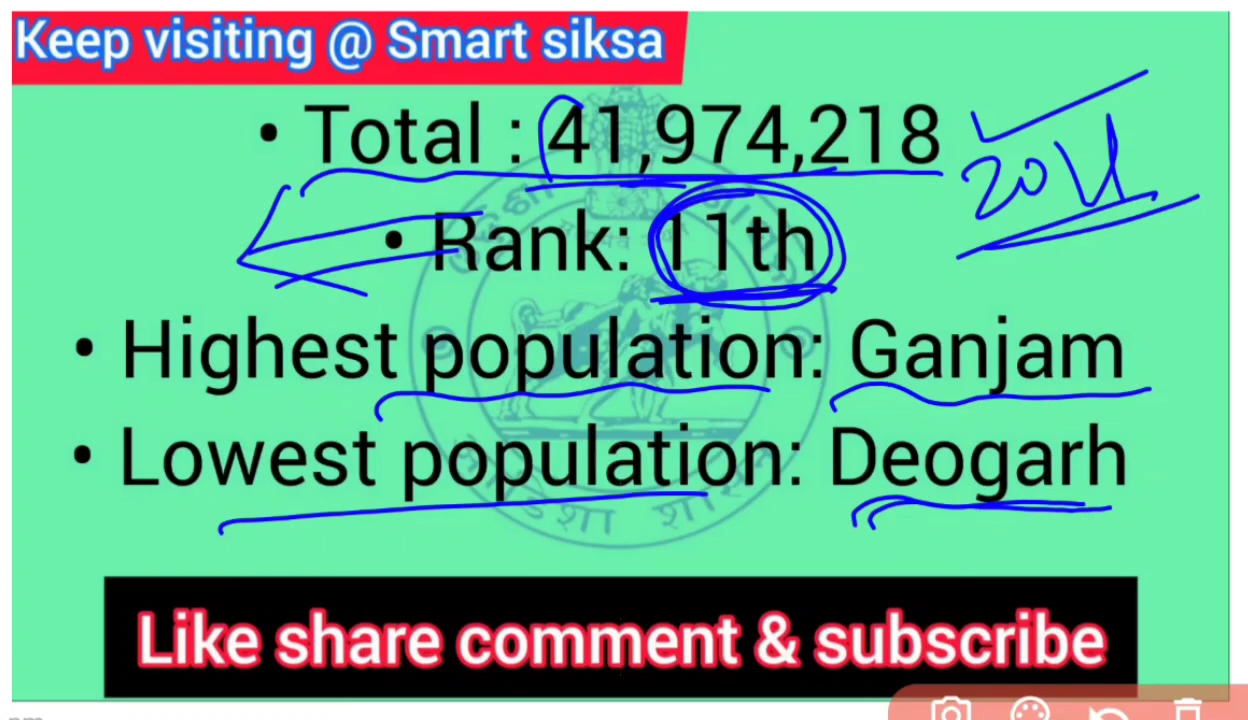 Keep visiting @ Smart siksa
• Total : 41,974,218
2011
• Rank: 11th
• Highest population: Ganjam
• Lowest population: Deogarh
Like share comment & subscribe